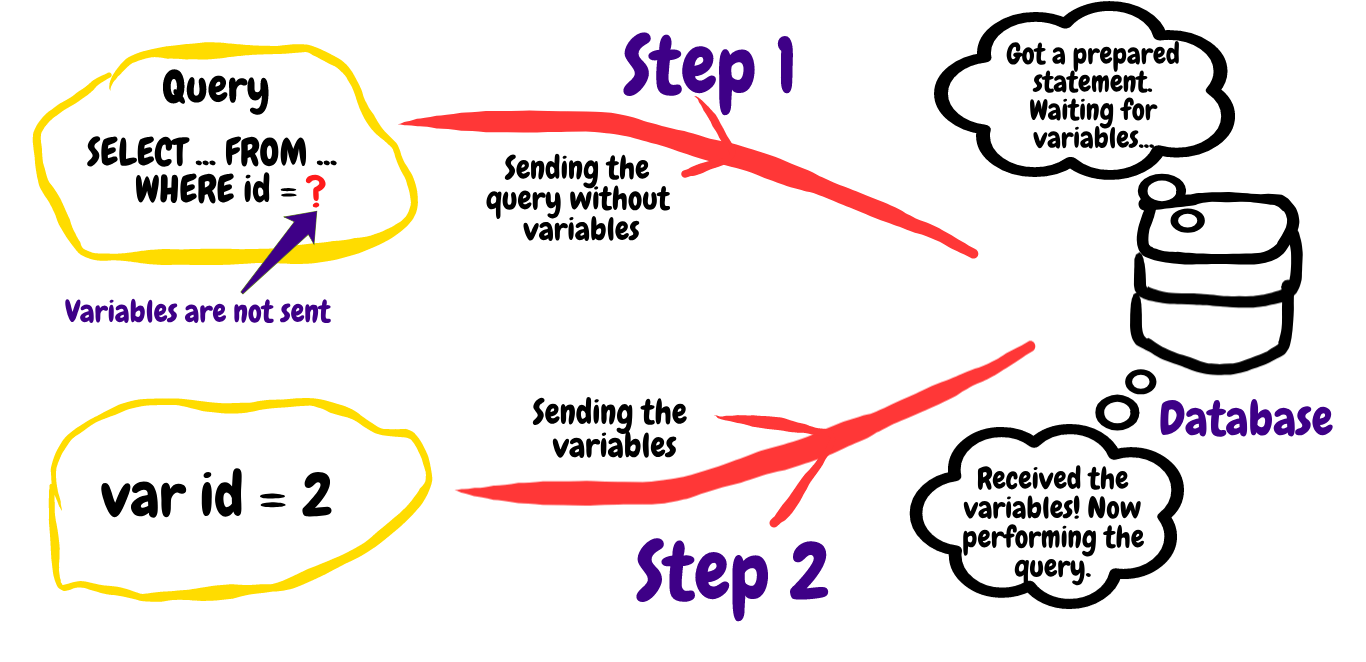 Query
SELECT ... FROM ...
WHERE id = ?
Variables are not sent
Step 1
Sending the
query without
variables
Got a prepared
statement.
Waiting for
variables...
Database
var id = 2
Sending the
variables
Step 2
Received the
variables! Now
performing the
query.